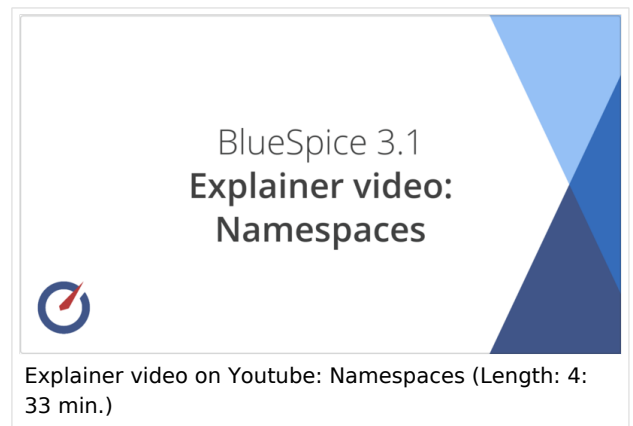 BlueSpice 3.1
Explainer video:
Namespaces
Explainer video on Youtube: Namespaces (Length: 4:
33 min.)